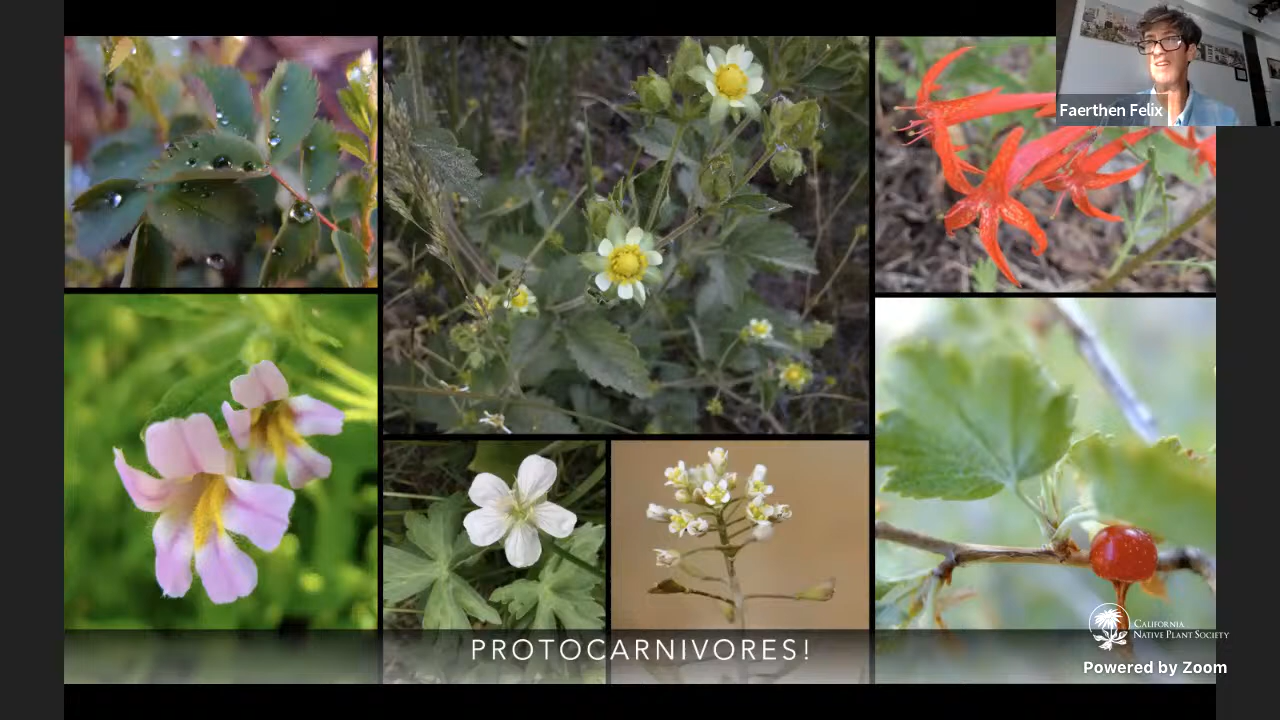 Faerthen Felix
PROTOCARNIVORES!
CALIFORNIA
NATIVE PLANT SOCIETY
Powered by Zoom